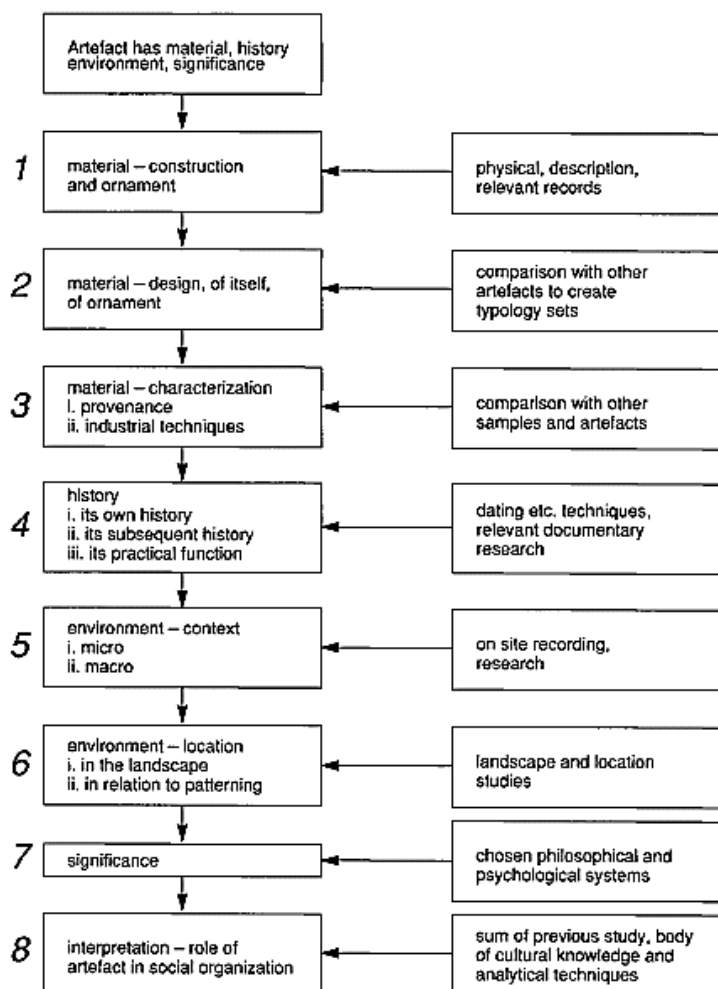 Artefact has material, history
environment, significance
1
material – construction
and ornament
physical, description,
relevant records
2
material – design, of itself,
of ornament
comparison with other
artefacts to create
typology sets
3
material – characterization
i. provenance
ii. industrial techniques
comparison with other
samples and artefacts
4
history
i. its own history
ii. its subsequent history
iii. its practical function
dating etc. techniques,
relevant documentary
research
5
environment – context
i. micro
ii. macro
on site recording,
research
6
environment – location
i. in the landscape
ii. in relation to patterning
landscape and location
studies
7
significance
chosen philosophical and
psychological systems
8
interpretation – role of
artefact in social organization
sum of previous study, body
of cultural knowledge and
analytical techniques